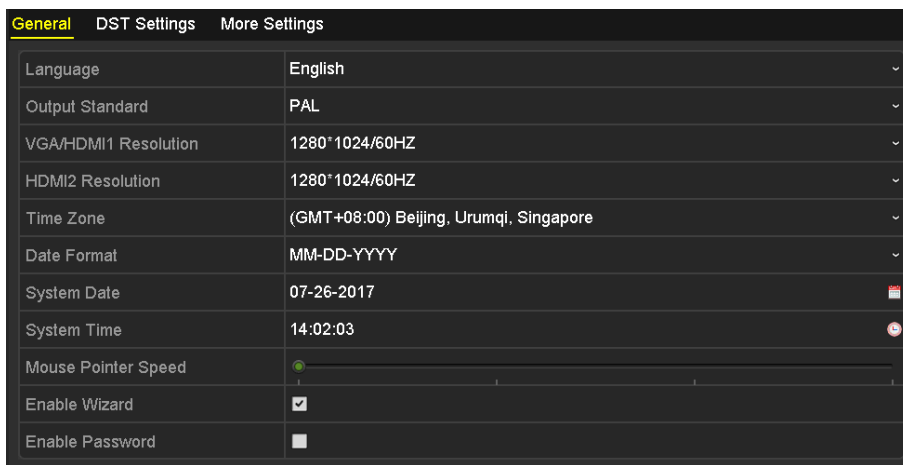 General DST Settings More Settings
Language English
Output Standard PAL
VGA/HDMI1 Resolution 1280*1024/60HZ
HDMI2 Resolution 1280*1024/60HZ
Time Zone (GMT+08:00) Beijing, Urumqi, Singapore
Date Format MM-DD-YYYY
System Date 07-26-2017
System Time 14:02:03
Mouse Pointer Speed
Enable Wizard
Enable Password